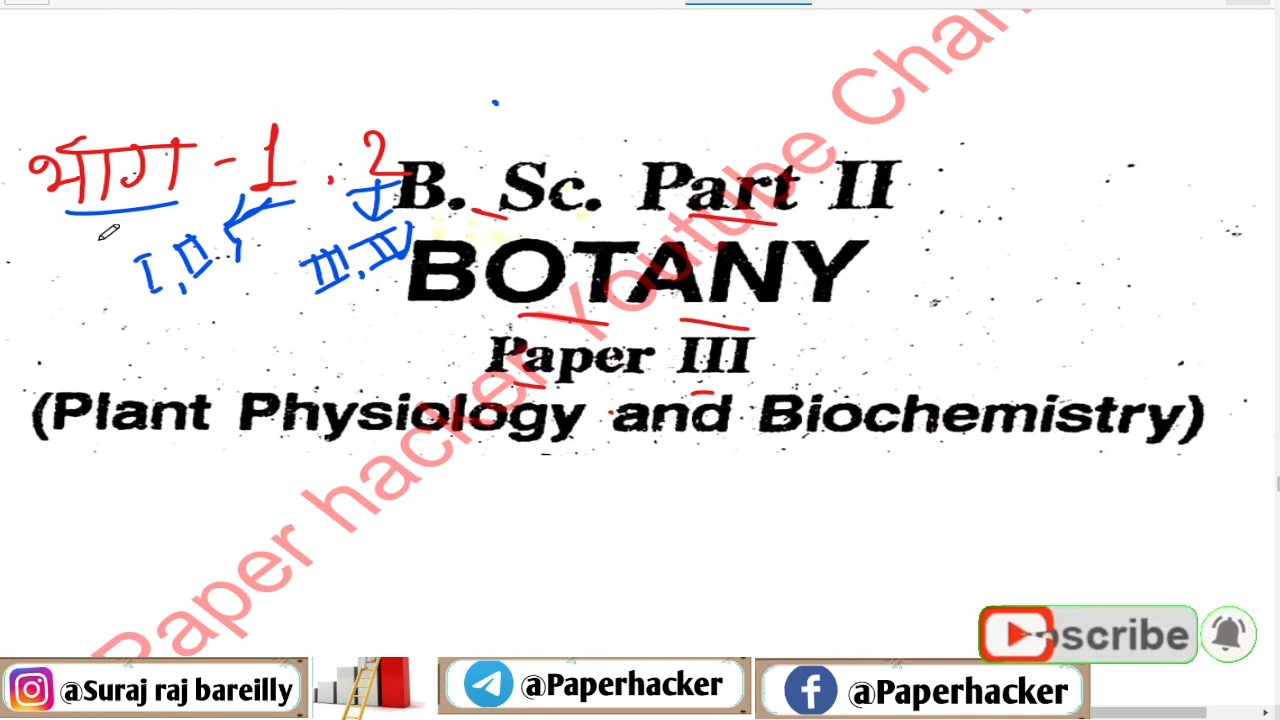 भाग - 1 , 2
I, II, III, IV
B. Sc. Part II
BOTANY
Paper III
(Plant Physiology and Biochemistry)
Paper hacker Youtube Chan
@Suraj raj bareilly
@Paperhacker
@Paperhacker